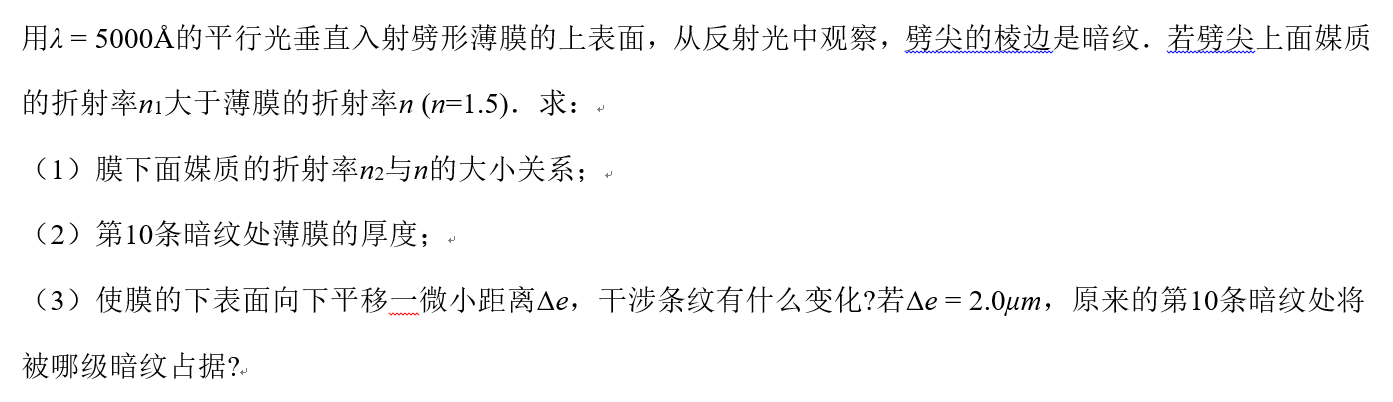 用λ = 5000Å的平行光垂直入射劈形薄膜的上表面，从反射光中观察，劈尖的棱边是暗纹．若劈尖上面媒质
的折射率n1大于薄膜的折射率n (n=1.5)．求：
（1）膜下面媒质的折射率n2与n的大小关系；
（2）第10条暗纹处薄膜的厚度；
（3）使膜的下表面向下平移一微小距离Δe，干涉条纹有什么变化?若Δe = 2.0μm，原来的第10条暗纹处将
被哪级暗纹占据?